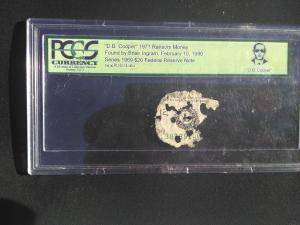 PCGS
CURRENCY
"D.B. Cooper" 1971 Ransom Money
Found by Brian Ingram, February 10, 1980
Series 1969 $20 Federal Reserve Note
"D.B. Cooper"